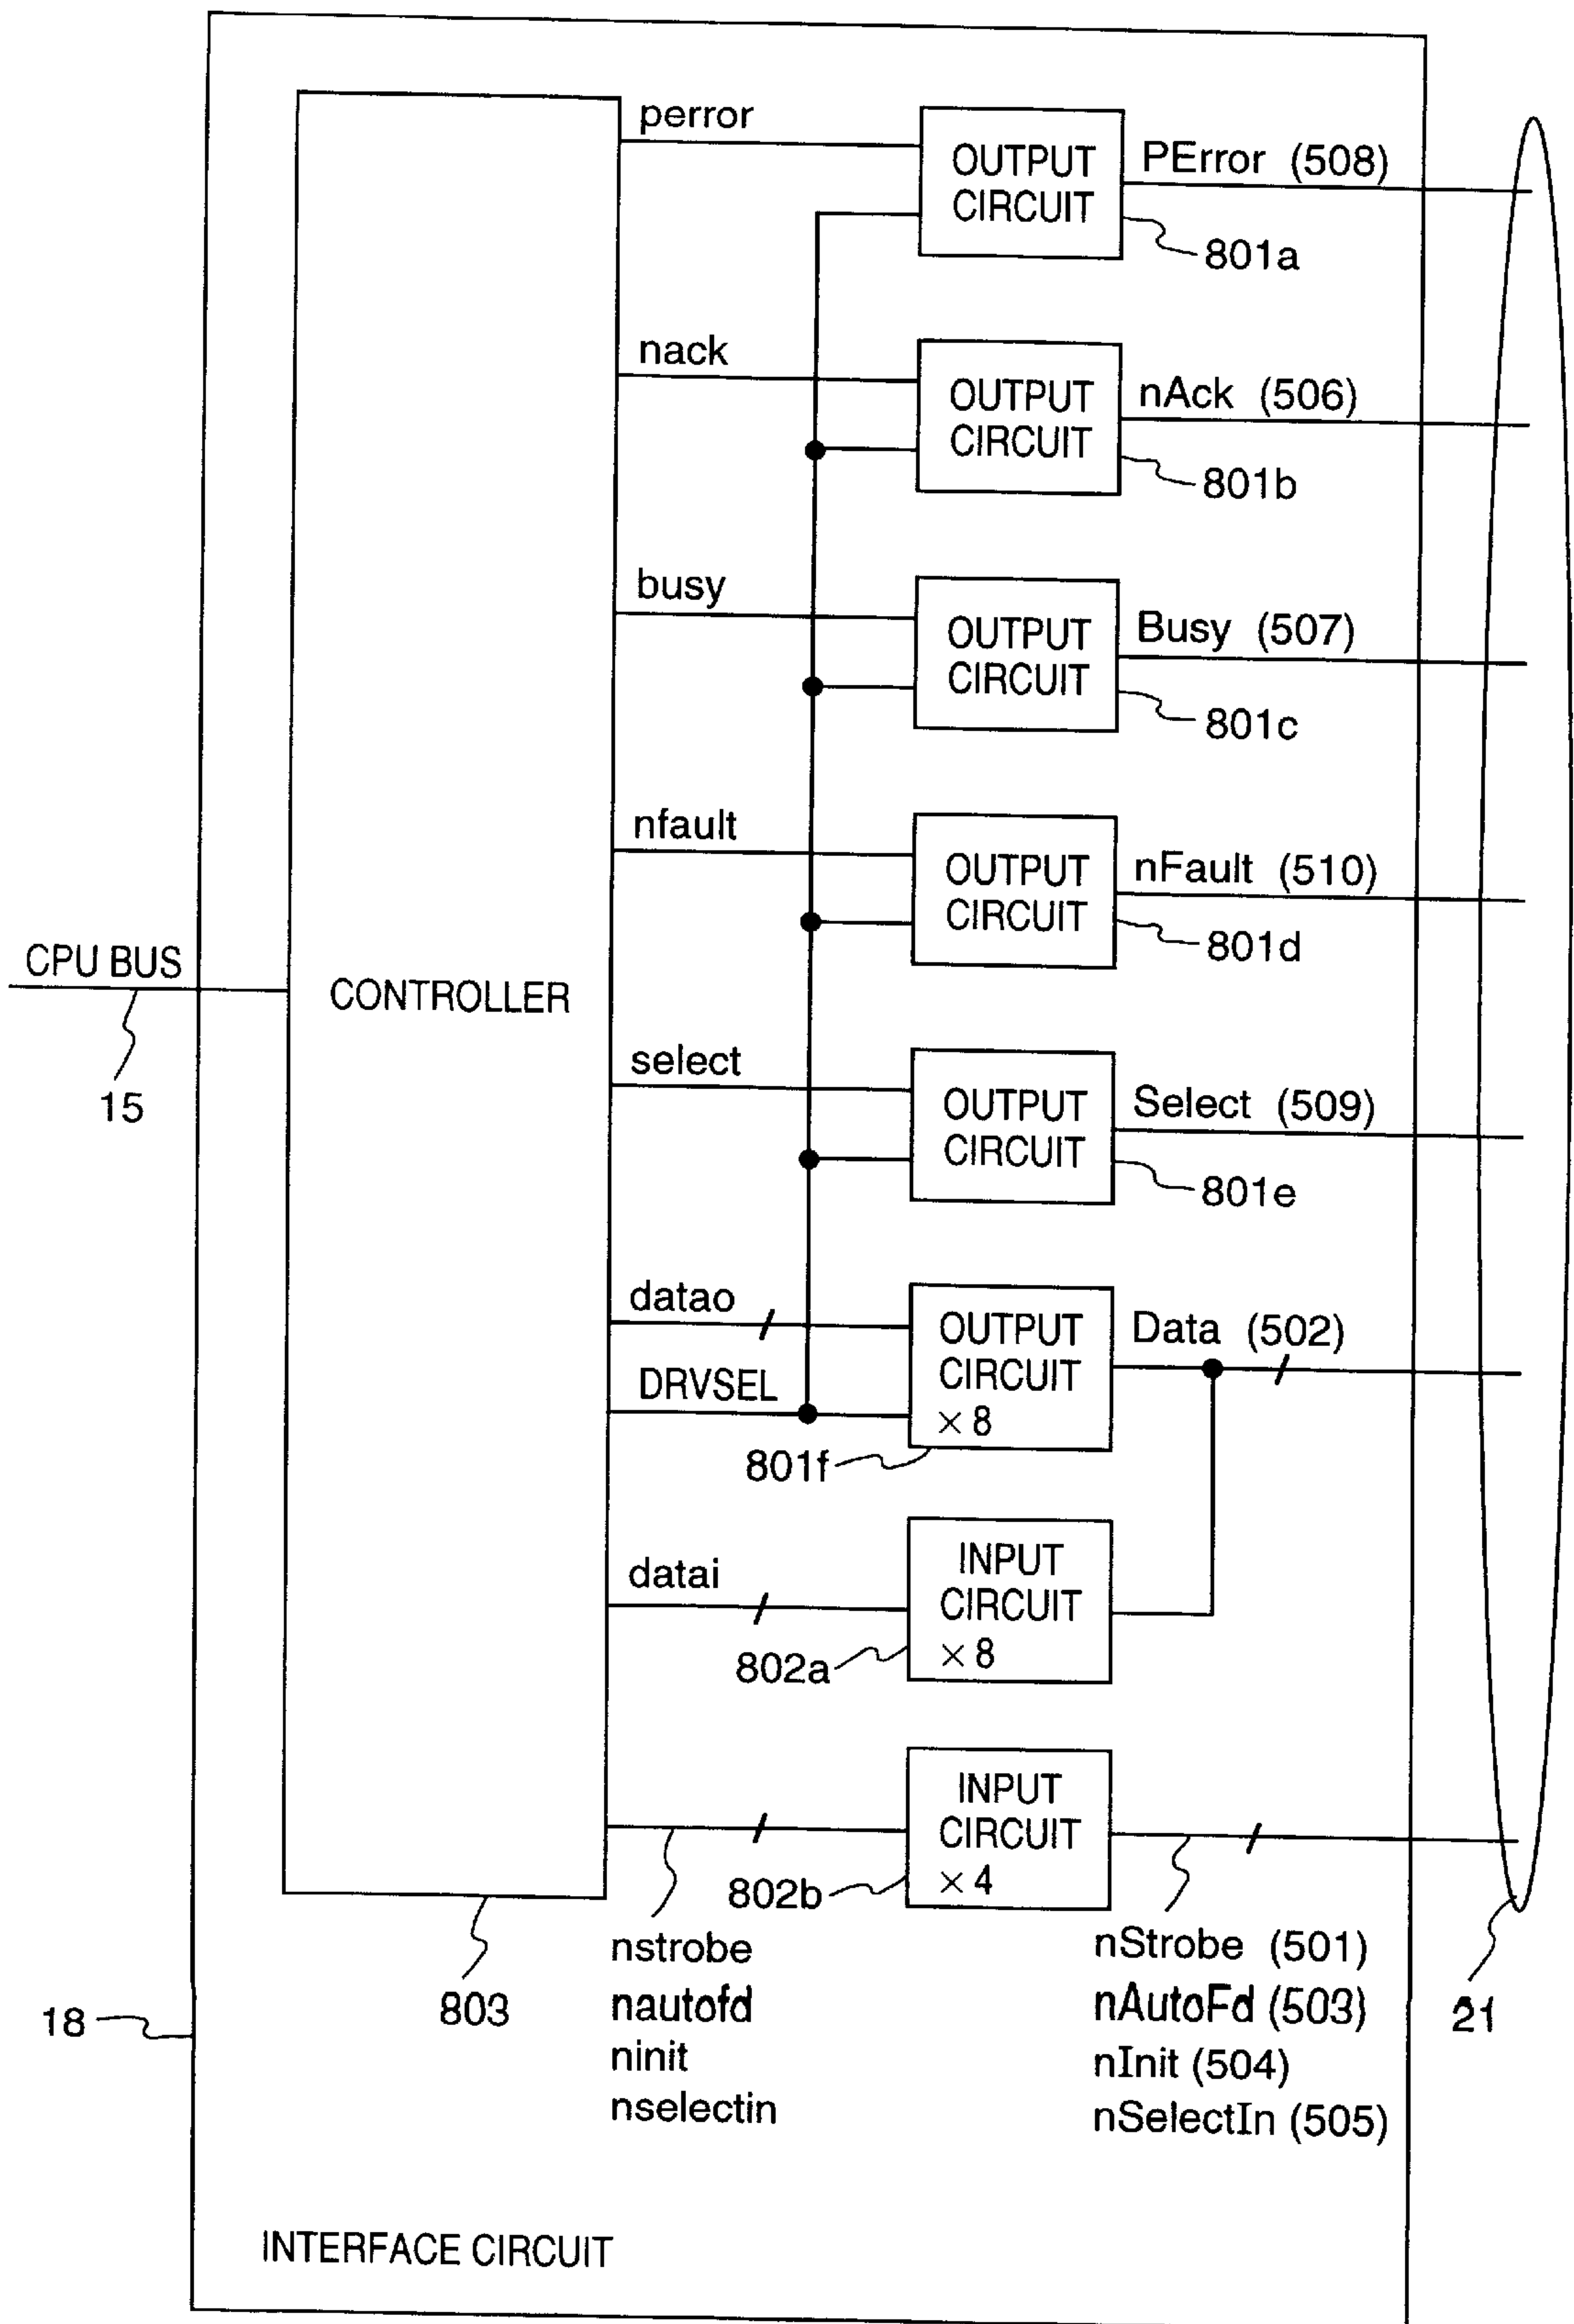 perror
OUTPUT
CIRCUIT
PError (508)
801a
nack
OUTPUT
CIRCUIT
nAck (506)
801b
busy
OUTPUT
CIRCUIT
Busy (507)
801c
nfault
OUTPUT
CIRCUIT
nFault (510)
801d
CPU BUS
15
CONTROLLER
select
OUTPUT
CIRCUIT
Select (509)
801e
datao
DRVSEL
OUTPUT
CIRCUIT
× 8
Data (502)
801f
datai
INPUT
CIRCUIT
× 8
802a
INPUT
CIRCUIT
× 4
802b
803
nstrobe
nautofd
ninit
nselectin
nStrobe (501)
nAutoFd (503)
nInit (504)
nSelectIn (505)
21
18
INTERFACE CIRCUIT